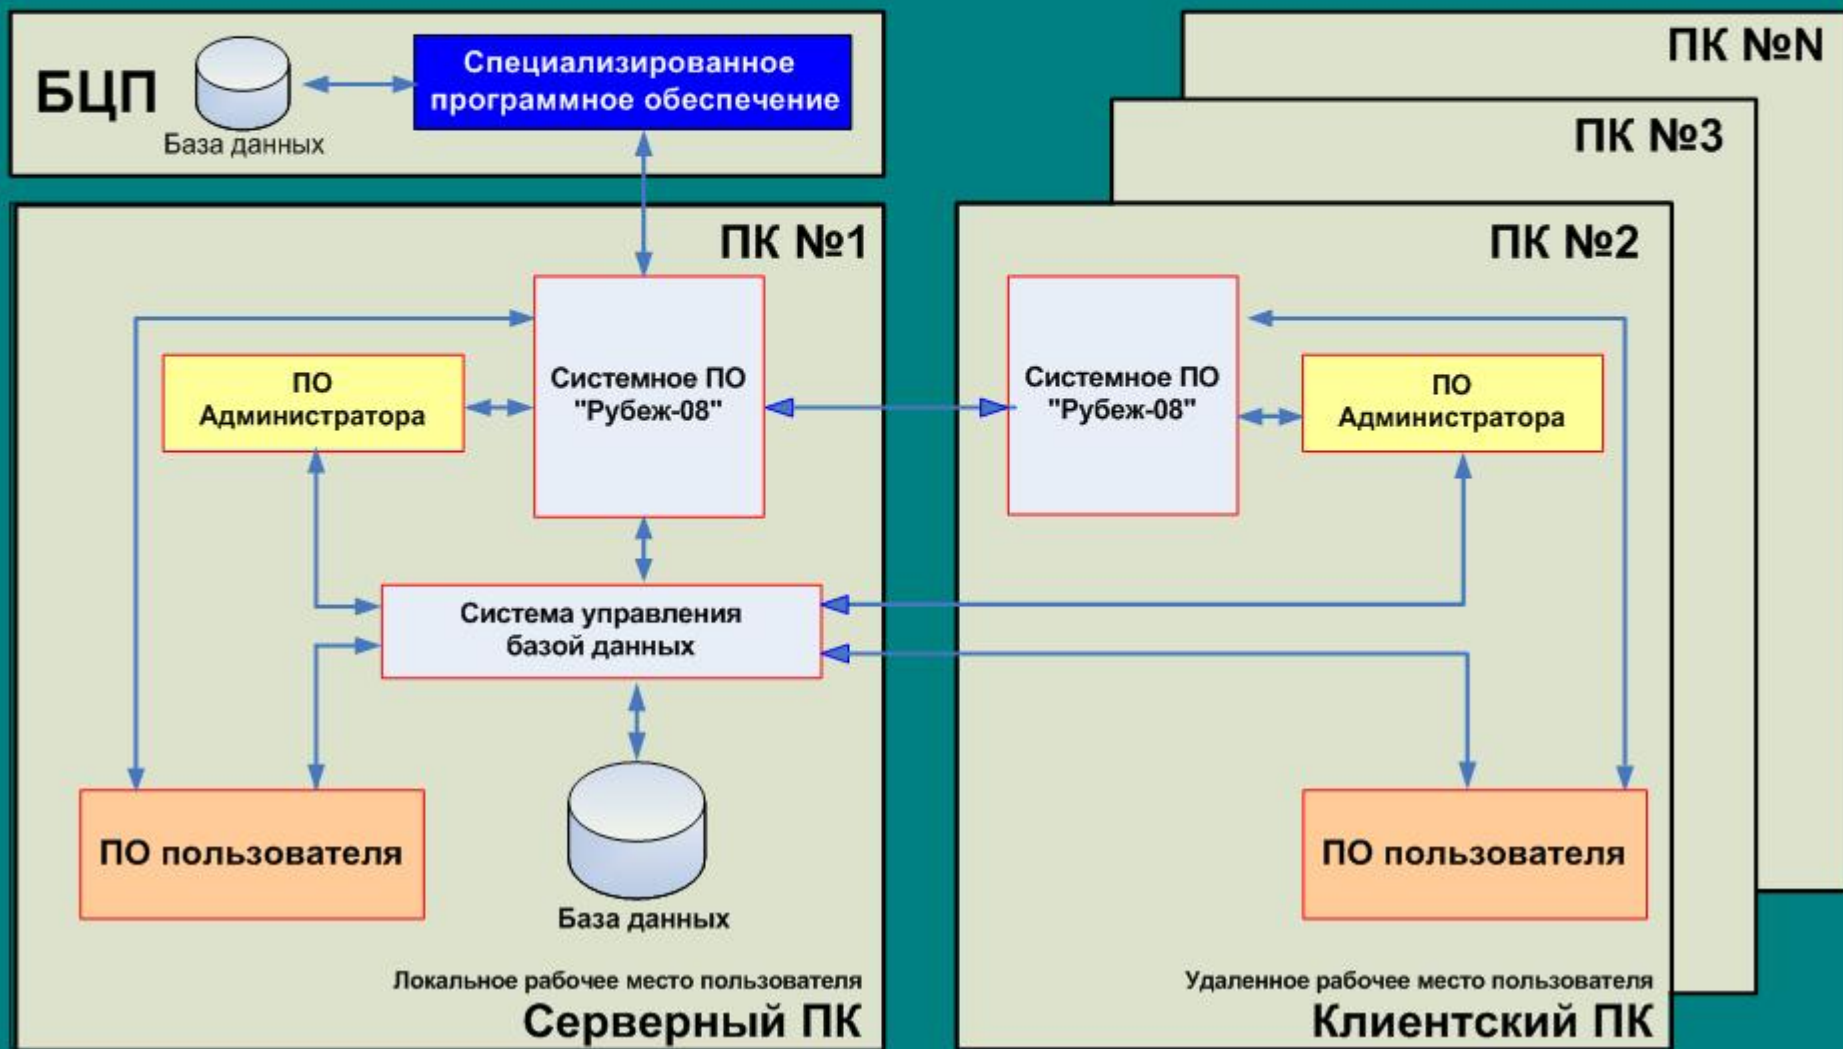 БЦП
База данных
Специализированное
программное обеспечение
ПК №N
ПК №3
ПК №1
Системное ПО
"Рубеж-08"
ПО
Администратора
Система управления
базой данных
ПО пользователя
База данных
Локальное рабочее место пользователя
Серверный ПК
ПК №2
Системное ПО
"Рубеж-08"
ПО
Администратора
ПО пользователя
Удаленное рабочее место пользователя
Клиентский ПК